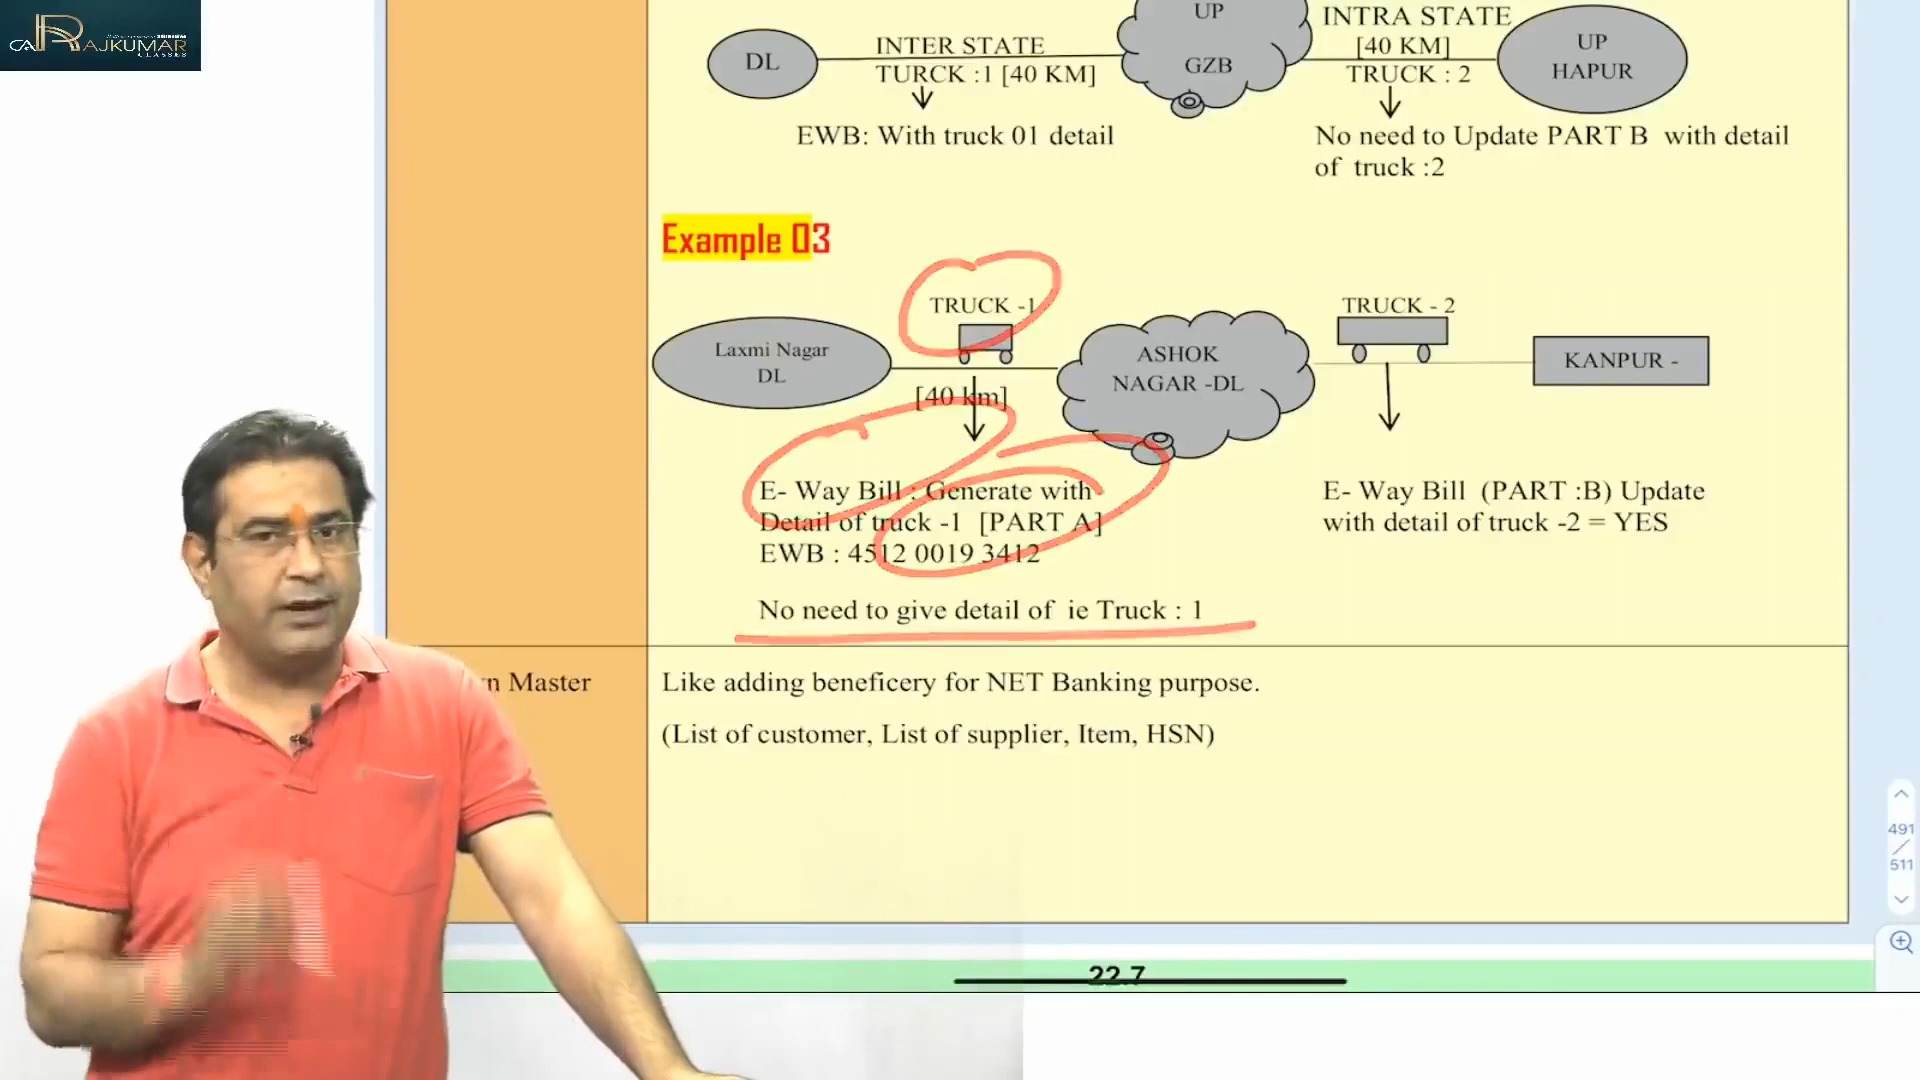 CA RAJKUMAR
CLASSES
DL
INTER STATE
TURCK :1 [40 KM]
UP
GZB
INTRA STATE
[40 KM]
TRUCK : 2
UP
HAPUR
EWB: With truck 01 detail
No need to Update PART B with detail
of truck :2
Example 03
TRUCK -1
TRUCK - 2
Laxmi Nagar
DL
[40 km]
ASHOK
NAGAR -DL
KANPUR -
E- Way Bill : Generate with
Detail of truck -1 [PART A]
EWB : 4512 0019 3412
E- Way Bill (PART :B) Update
with detail of truck -2 = YES
No need to give detail of ie Truck : 1
Master
Like adding beneficery for NET Banking purpose.
(List of customer, List of supplier, Item, HSN)
491
/
511
22.7